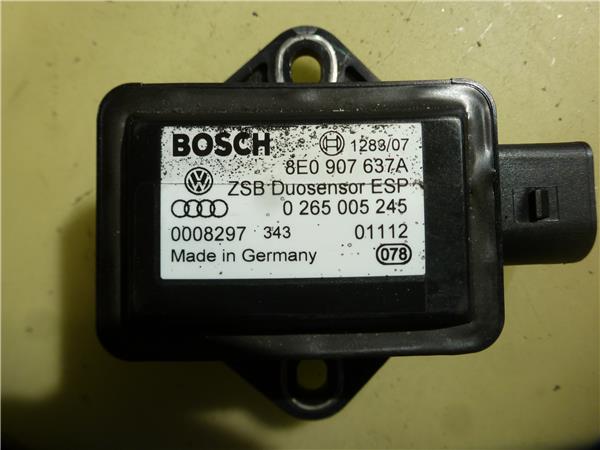 BOSCH 1289/07
8E0 907 637A
ZSB Duosensor ESP
0 265 005 245
0008297 343 01112
Made in Germany 078